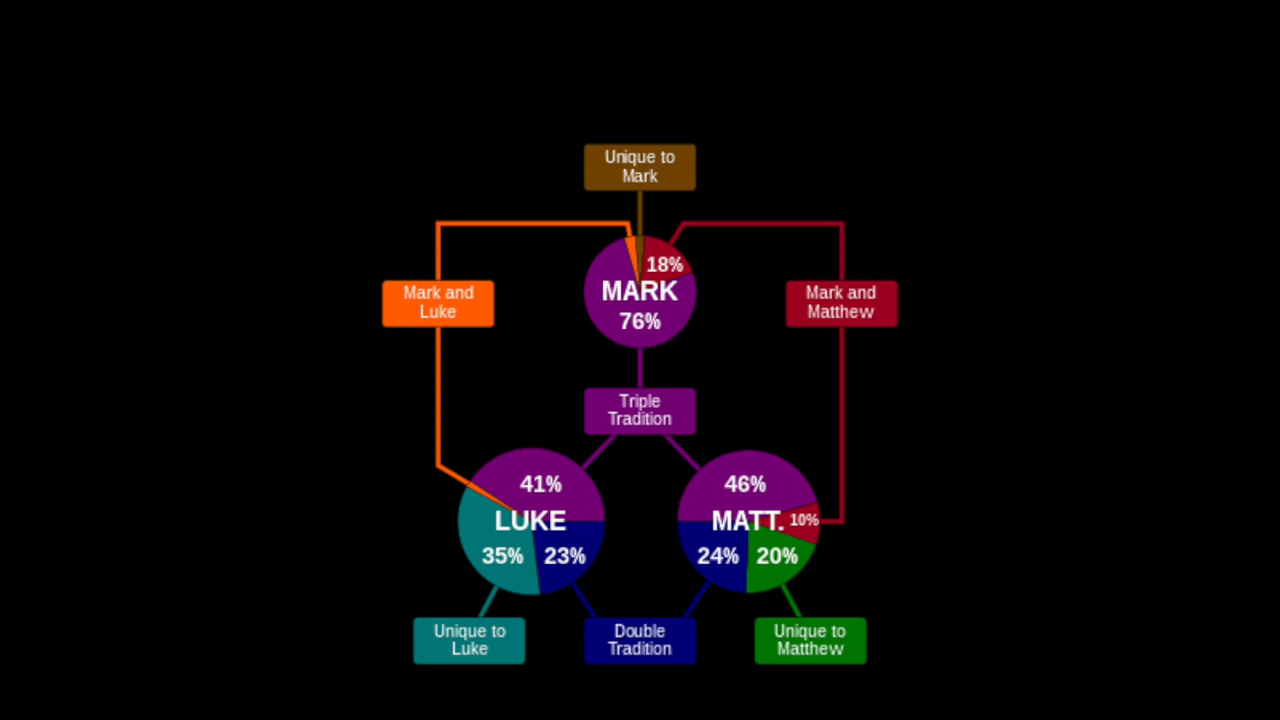 Unique to
Mark
18%
MARK
76%
Mark and
Luke
Mark and
Matthew
Triple
Tradition
41%
LUKE
35%
23%
46%
MATT.
10%
24%
20%
Unique to
Luke
Double
Tradition
Unique to
Matthew